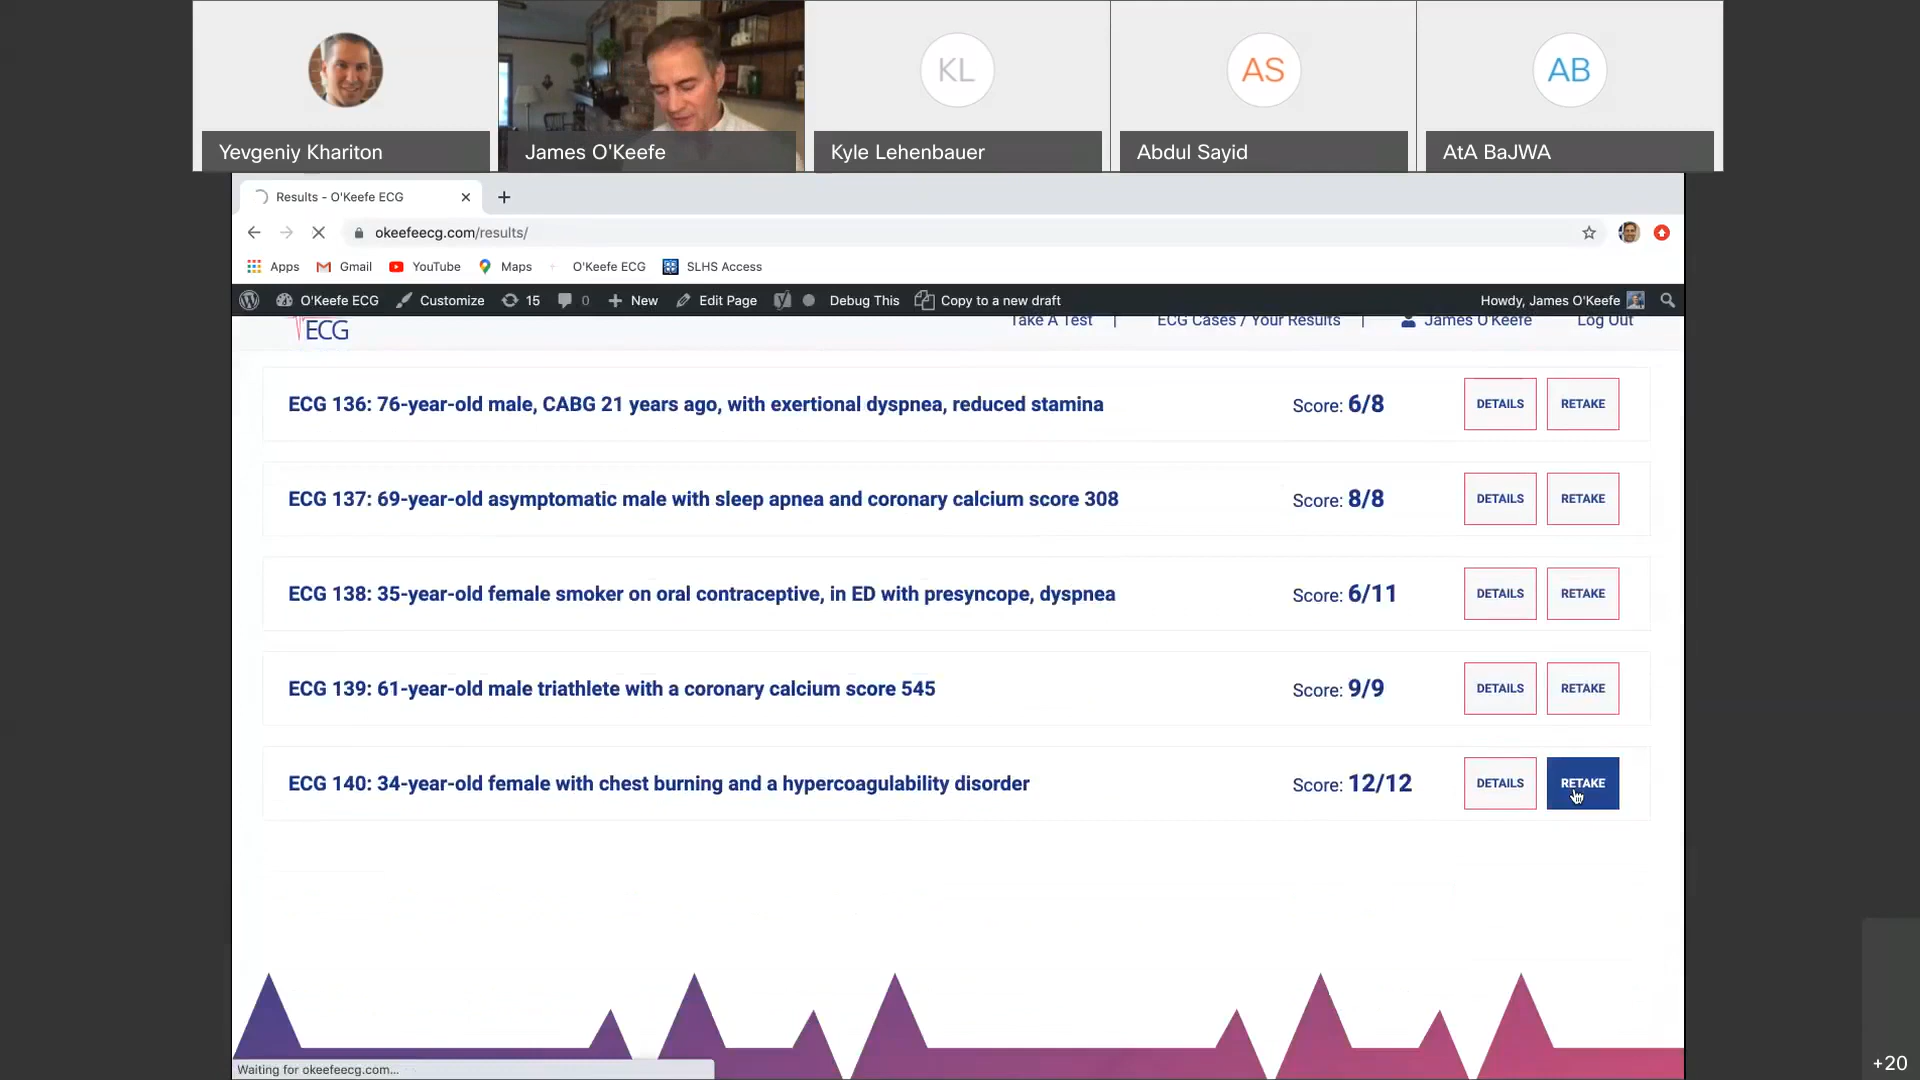 KL
AS
AB
Yevgeniy Khariton
James O'Keefe
Kyle Lehenbauer
Abdul Sayid
AtA BaJWA
Results - O'Keefe ECG
okeefeecg.com/results/
Apps
Gmail
YouTube
Maps
O'Keefe ECG
SLHS Access
O'Keefe ECG
Customize
15
0
New
Edit Page
Debug This
Copy to a new draft
Howdy, James O'Keefe
ECG
Take A Test | ECG Cases / Your Results | James O'Keefe Log Out
ECG 136: 76-year-old male, CABG 21 years ago, with exertional dyspnea, reduced stamina Score: 6/8 DETAILS RETAKE
ECG 137: 69-year-old asymptomatic male with sleep apnea and coronary calcium score 308 Score: 8/8 DETAILS RETAKE
ECG 138: 35-year-old female smoker on oral contraceptive, in ED with presyncope, dyspnea Score: 6/11 DETAILS RETAKE
ECG 139: 61-year-old male triathlete with a coronary calcium score 545 Score: 9/9 DETAILS RETAKE
ECG 140: 34-year-old female with chest burning and a hypercoagulability disorder Score: 12/12 DETAILS RETAKE
Waiting for okeefeecg.com...
+20